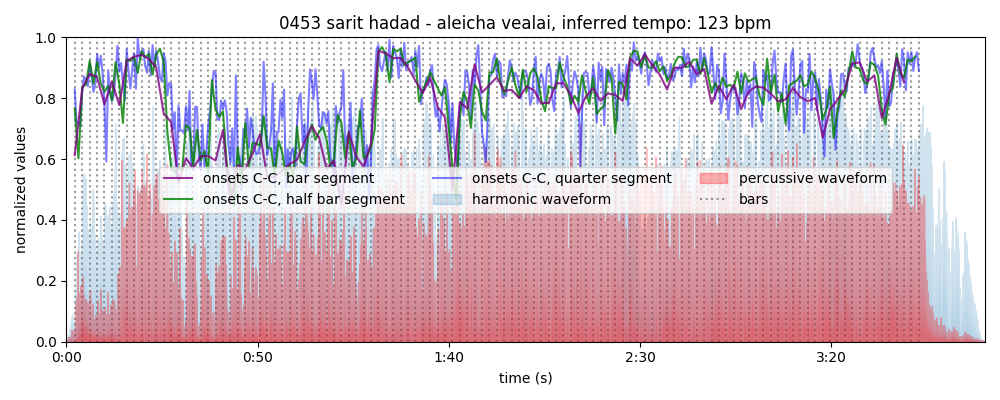 0453 sarit hadad - aleicha vealai, inferred tempo: 123 bpm
1.0
0.8
0.6
0.4
0.2
0.0
normalized values
onsets C-C, bar segment
onsets C-C, half bar segment
onsets C-C, quarter segment
harmonic waveform
percussive waveform
bars
0:00 0:50 1:40 2:30 3:20
time (s)